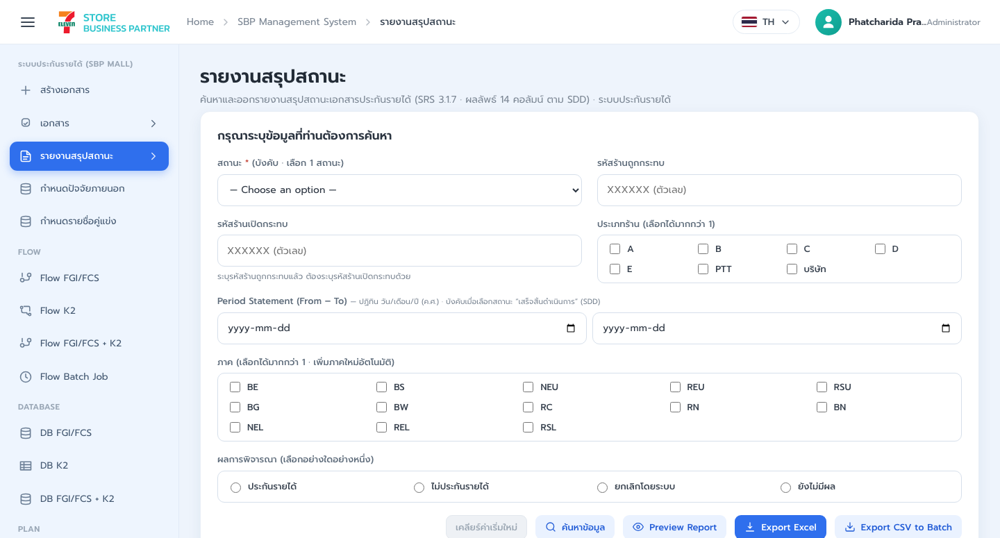 STORE
BUSINESS PARTNER
ELEVEN
Home
SBP Management System
รายงานสรุปสถานะ
TH
Phatcharida Pra...
Administrator
ระบบประกันรายได้ (SBP MALL)
สร้างเอกสาร
เอกสาร
รายงานสรุปสถานะ
กำหนดปัจจัยภายนอก
กำหนดรายชื่อคู่แข่ง
FLOW
Flow FGI/FCS
Flow K2
Flow FGI/FCS + K2
Flow Batch Job
DATABASE
DB FGI/FCS
DB K2
DB FGI/FCS + K2
PLAN
รายงานสรุปสถานะ
ค้นหาและออกรายงานสรุปสถานะเอกสารประกันรายได้ (SRS 3.1.7 · ผลลัพธ์ 14 คอลัมน์ ตาม SDD) · ระบบประกันรายได้
กรุณาระบุข้อมูลที่ท่านต้องการค้นหา
สถานะ * (บังคับ · เลือก 1 สถานะ)
— Choose an option —
รหัสร้านถูกกระทบ
XXXXXX (ตัวเลข)
รหัสร้านเปิดกระทบ
XXXXXX (ตัวเลข)
ระบุรหัสร้านถูกกระทบแล้ว ต้องระบุรหัสร้านเปิดกระทบด้วย
ประเภทร้าน (เลือกได้มากกว่า 1)
A B C D
E PTT บริษัท
Period Statement (From – To) — ปฏิทิน วัน/เดือน/ปี (ค.ศ.) · บังคับเมื่อเลือกสถานะ "เสร็จสิ้นดำเนินการ" (SDD)
yyyy-mm-dd
yyyy-mm-dd
ภาค (เลือกได้มากกว่า 1 · เพิ่มภาคใหม่อัตโนมัติ)
BE BS NEU REU RSU
BG BW RC RN BN
NEL REL RSL
ผลการพิจารณา (เลือกอย่างใดอย่างหนึ่ง)
ประกันรายได้ ไม่ประกันรายได้ ยกเลิกโดยระบบ ยังไม่มีผล
เคลียร์ค่าเริ่มใหม่
ค้นหาข้อมูล
Preview Report
Export Excel
Export CSV to Batch